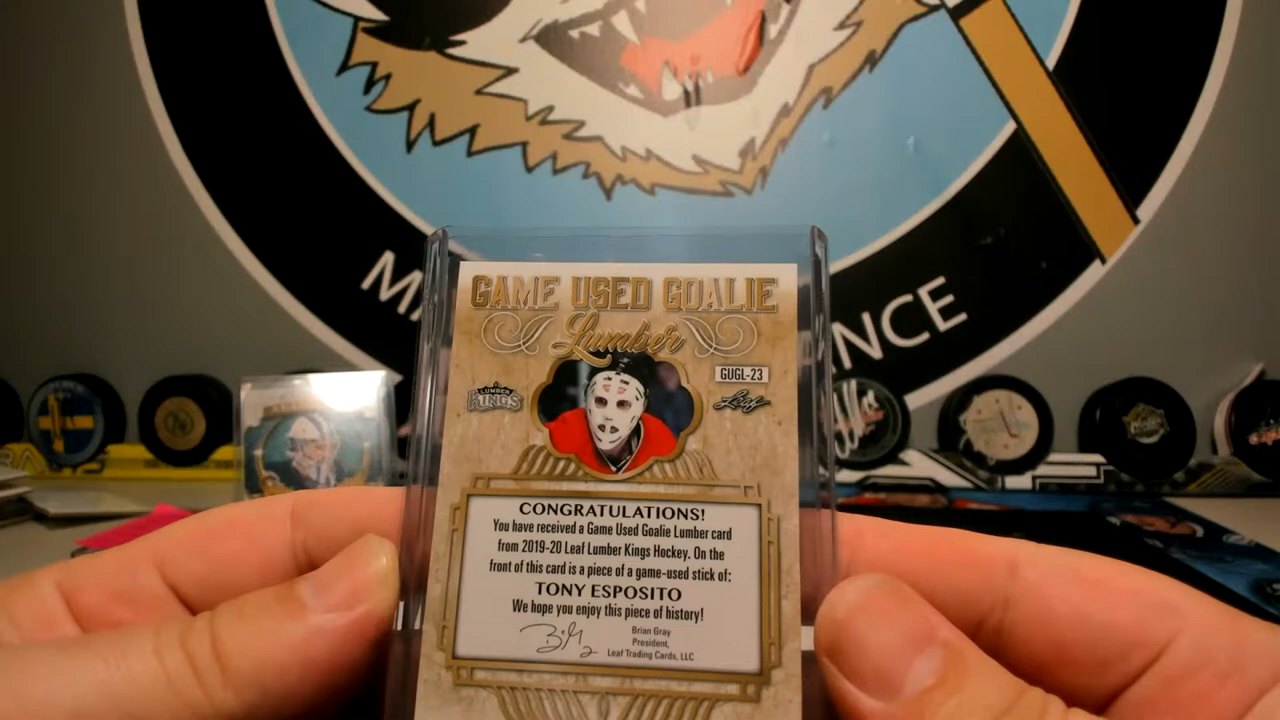 GAME USED GOALIE
Lumber
GUGL-23
LUMBER
KINGS
Leaf
CONGRATULATIONS!
You have received a Game Used Goalie Lumber card
from 2019-20 Leaf Lumber Kings Hockey. On the
front of this card is a piece of a game-used stick of:
TONY ESPOSITO
We hope you enjoy this piece of history!
Brian Gray
President,
Leaf Trading Cards, LLC